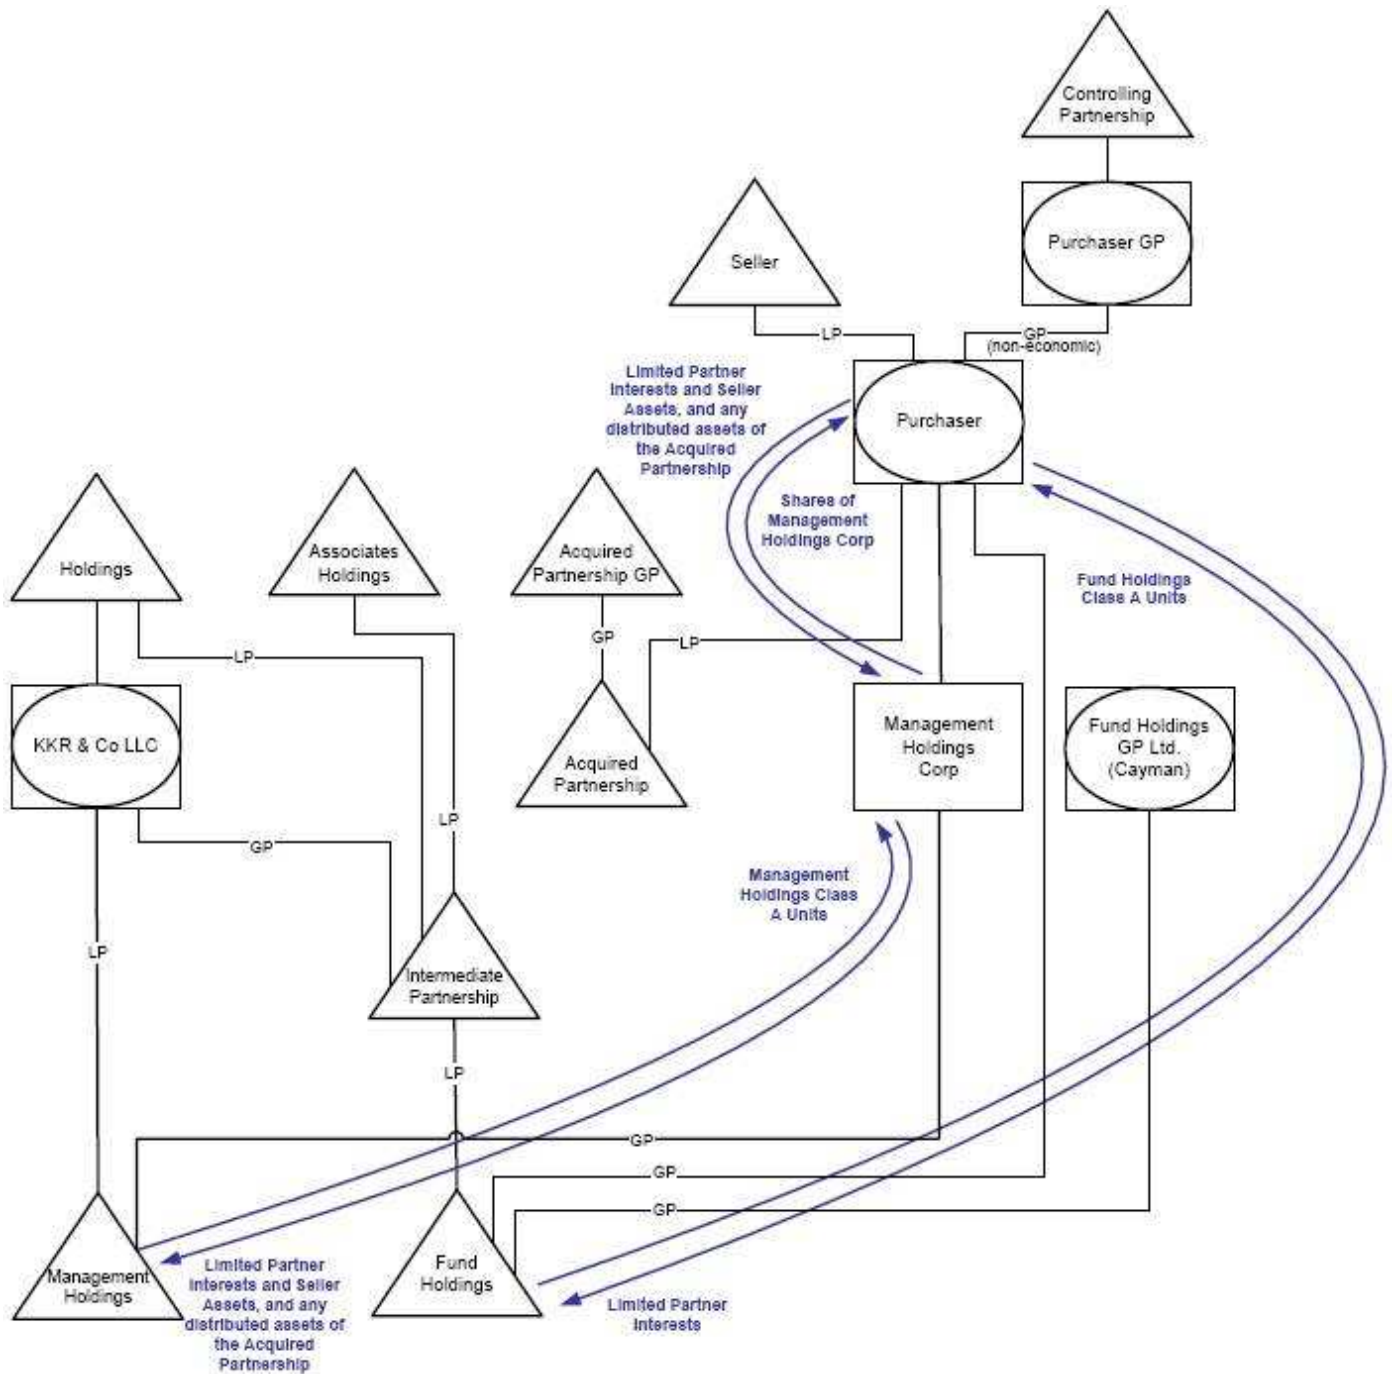 Controlling
Partnership
Purchaser GP
Seller
LP
GP
(non-economic)
Limited Partner
Interests and Seller
Assets, and any
distributed assets of
the Acquired
Partnership
Purchaser
Shares of
Management
Holdings Corp
Fund Holdings
Class A Units
Holdings
Associates
Holdings
Acquired
Partnership GP
GP
LP
LP
KKR & Co LLC
Acquired
Partnership
Management
Holdings
Corp
Fund Holdings
GP Ltd.
(Cayman)
LP
GP
Management
Holdings Class
A Units
LP
Intermediate
Partnership
LP
GP
GP
GP
Management
Holdings
Limited Partner
Interests and Seller
Assets, and any
distributed assets of
the Acquired
Partnership
Fund
Holdings
Limited Partner
Interests